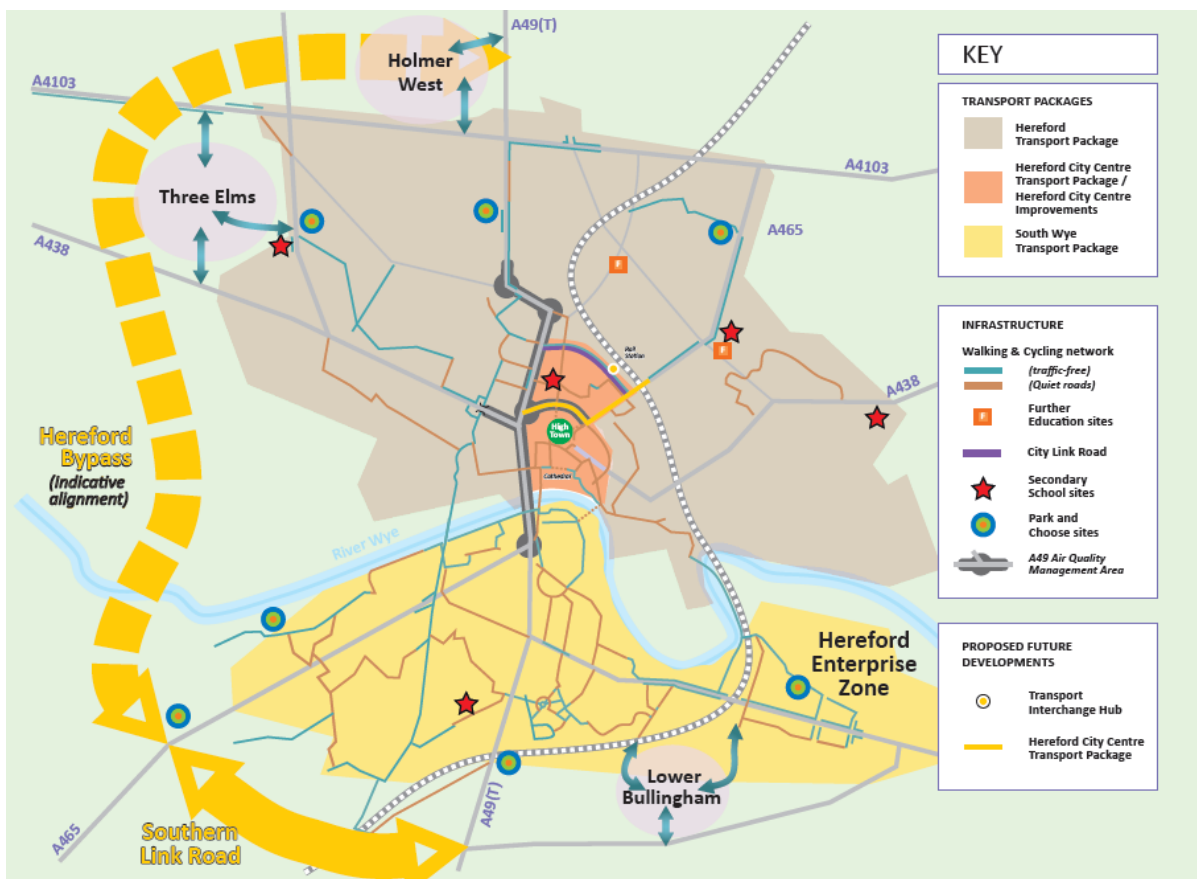 A49(T)
Holmer
West
A4103
A4103
Three Elms
A438
A465
F
Rail
Station
F
A438
High
Town
Cathedral
Hereford
Bypass
(Indicative
alignment)
River Wye
Hereford
Enterprise
Zone
Lower
Bullingham
A49(T)
Southern
Link Road
A465
KEY
TRANSPORT PACKAGES
Hereford
Transport Package
Hereford City Centre
Transport Package /
Hereford City Centre
Improvements
South Wye
Transport Package
INFRASTRUCTURE
Walking & Cycling network
(traffic-free)
(Quiet roads)
F
Further
Education sites
City Link Road
Secondary
School sites
Park and
Choose sites
A49 Air Quality
Management Area
PROPOSED FUTURE
DEVELOPMENTS
Transport
Interchange Hub
Hereford City Centre
Transport Package